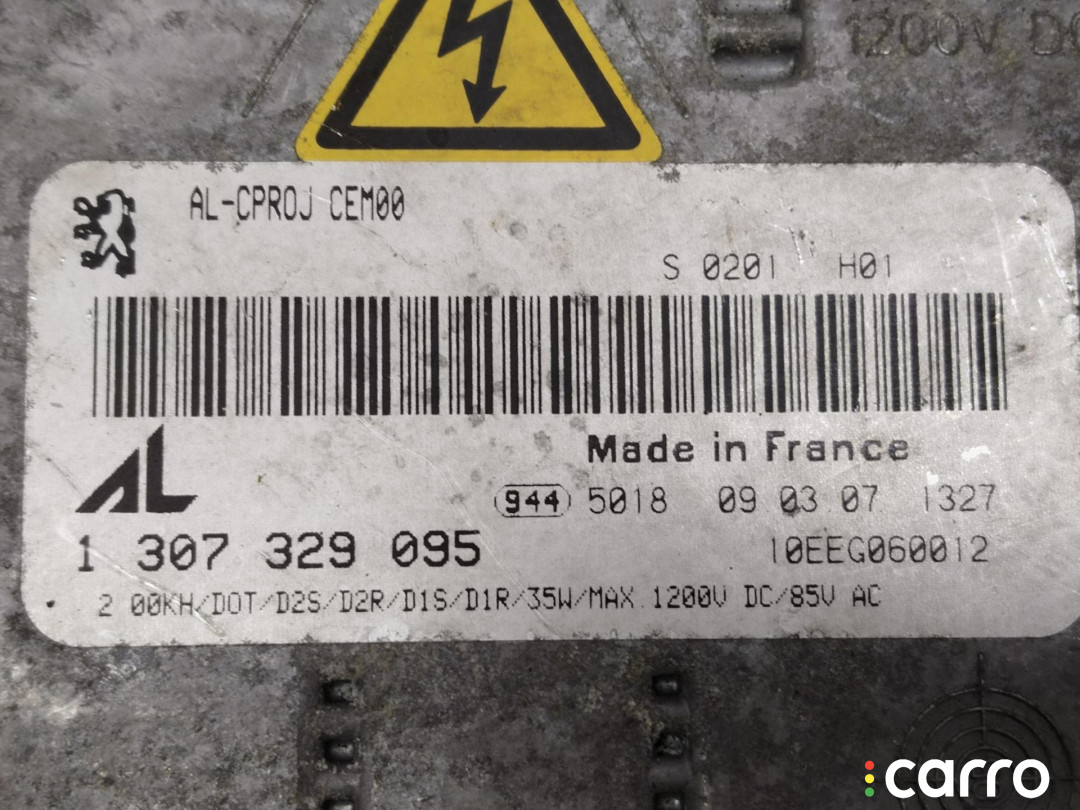 1200V DC
AL-CPROJ CEM00
S 0201 H01
Made in France
AL
944 5018 09 03 07 1327
1 307 329 095
10EEG060012
2 00KH/DOT/D2S/D2R/D1S/D1R/35W/MAX 1200V DC/85V AC
carro